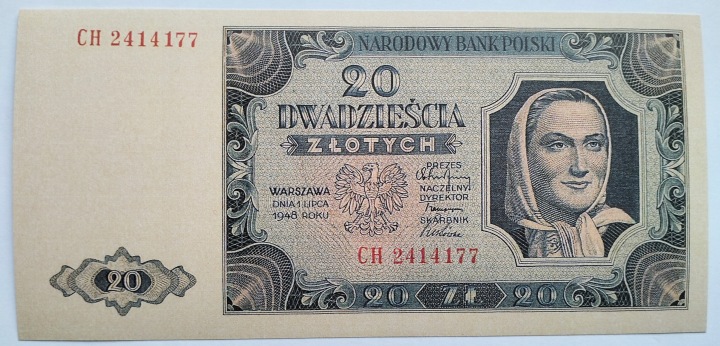 CH 2414177
NARODOWY BANK POLSKI
20
DWADZIEŚCIA
ZŁOTYCH
PREZES
WARSZAWA
DNIA 1 LIPCA
1948 ROKU
NACZELNY
DYREKTOR
SKARBNIK
CH 2414177
20
20 ZŁ 20